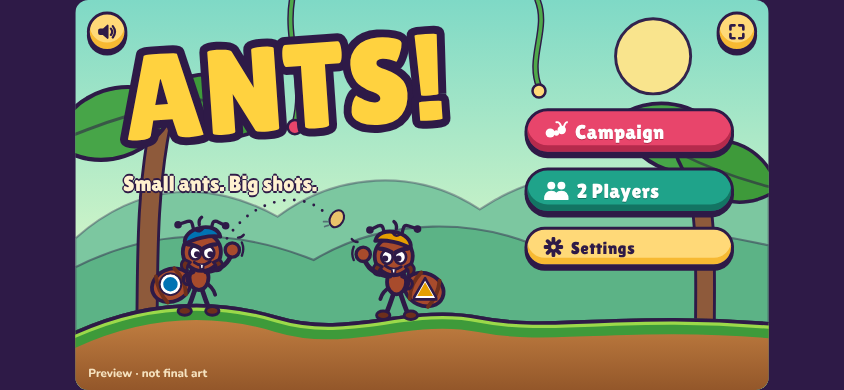 ANTS!
Small ants. Big shots.
Campaign
2 Players
Settings
Preview · not final art